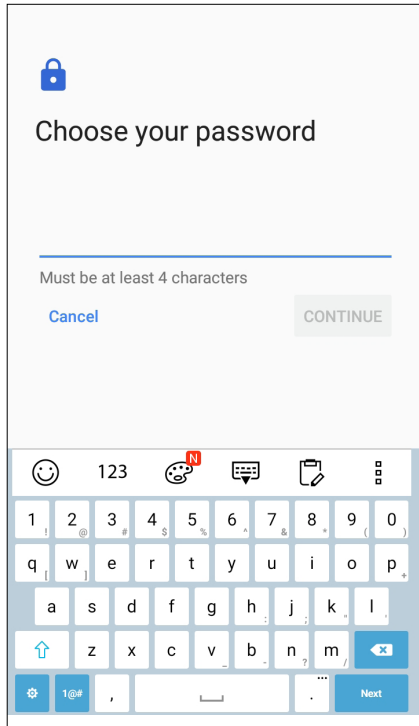 Choose your password
Must be at least 4 characters
Cancel CONTINUE
N
123
1 ! 2 @ 3 # 4 $ 5 % 6 ^ 7 & 8 * 9 ( 0 )
q [ w ] e r t y u i o p +
a s d f g h : j ; k " l '
z x c v _ b - n ? m /
1@# , . ... Next